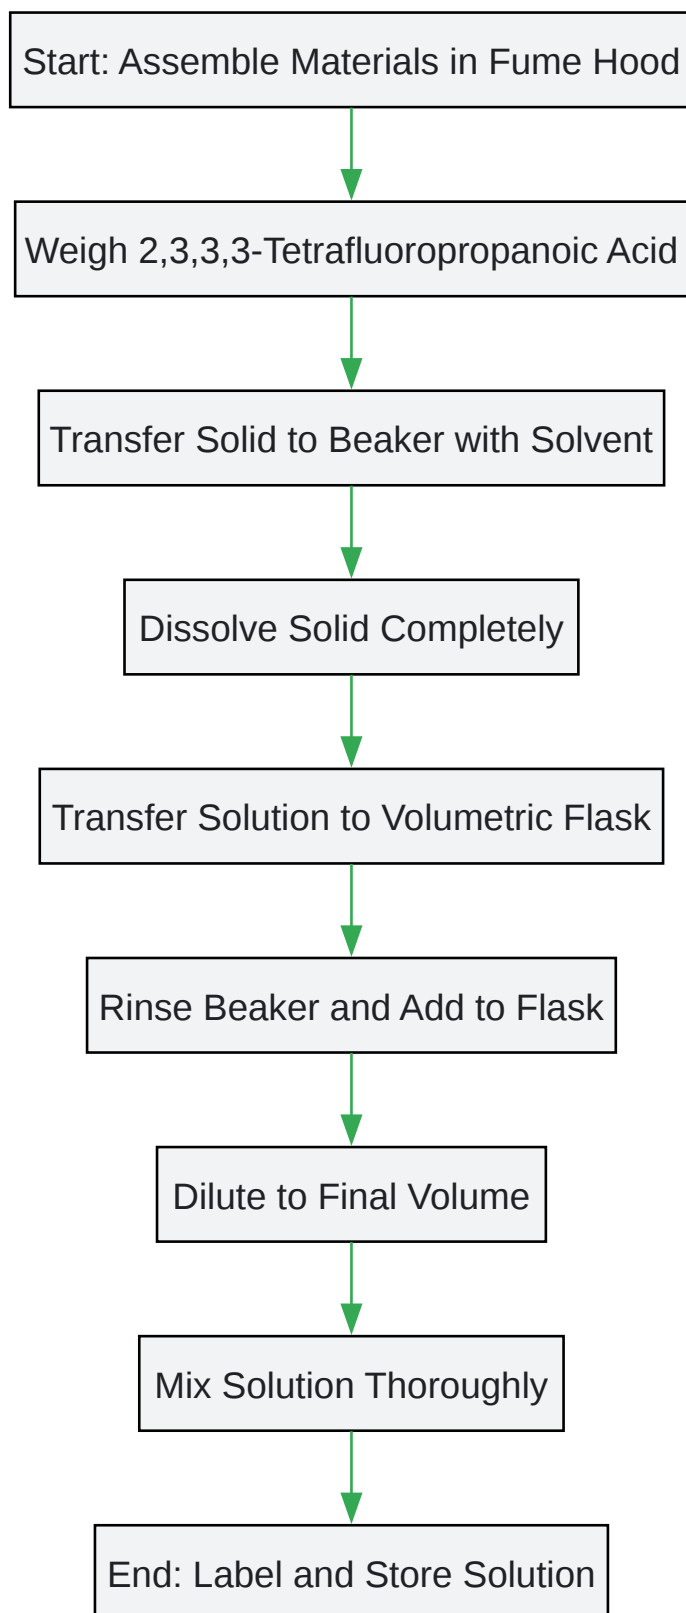 Start: Assemble Materials in Fume Hood
Weigh 2,3,3,3-Tetrafluoropropanoic Acid
Transfer Solid to Beaker with Solvent
Dissolve Solid Completely
Transfer Solution to Volumetric Flask
Rinse Beaker and Add to Flask
Dilute to Final Volume
Mix Solution Thoroughly
End: Label and Store Solution